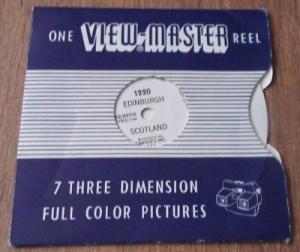 ONE VIEW-MASTER REEL
1220
EDINBURGH
SCOTLAND
7 THREE DIMENSION
FULL COLOR PICTURES